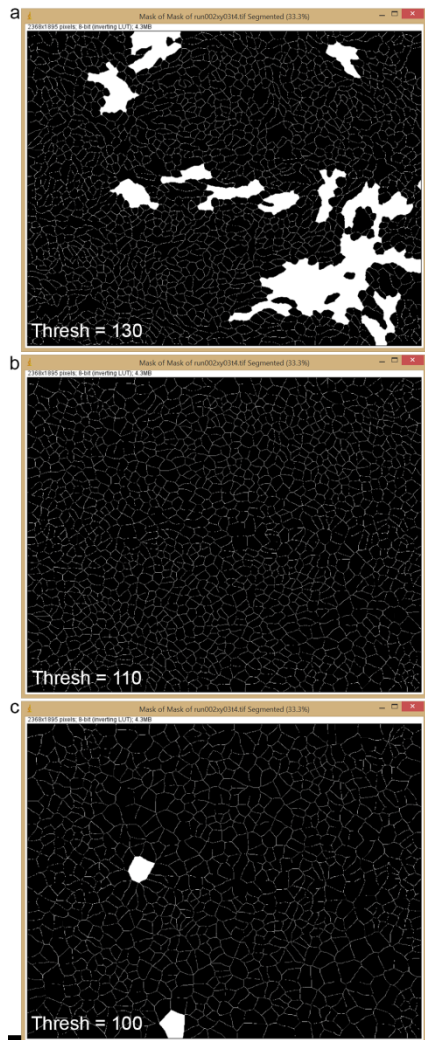 a
Mask of Mask of run002xy03t4.tif Segmented (33.3%)
2368x1895 pixels; 8-bit (inverting LUT); 4.3MB
Thresh = 130
b
Mask of Mask of run002xy03t4.tif Segmented (33.3%)
2368x1895 pixels; 8-bit (inverting LUT); 4.3MB
Thresh = 110
c
Mask of Mask of run002xy03t4.tif Segmented (33.3%)
2368x1895 pixels; 8-bit (inverting LUT); 4.3MB
Thresh = 100